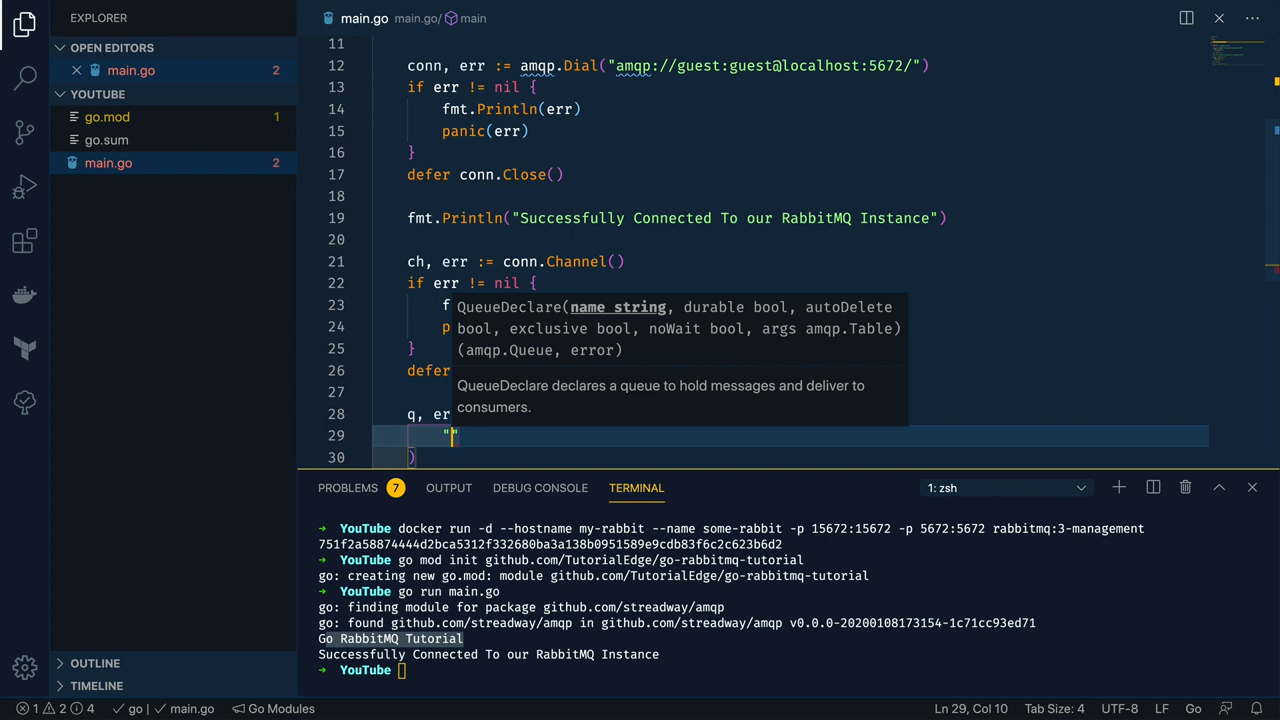 EXPLORER
OPEN EDITORS
main.go 2
YOUTUBE
go.mod 1
go.sum
main.go 2
OUTLINE
TIMELINE
main.go main.go/ main
11
12 conn, err := amqp.Dial("amqp://guest:guest@localhost:5672/")
13 if err != nil {
14 fmt.Println(err)
15 panic(err)
16 }
17 defer conn.Close()
18
19 fmt.Println("Successfully Connected To our RabbitMQ Instance")
20
21 ch, err := conn.Channel()
22 if err != nil {
23 f
24 p
25 }
26 defer
27
28 q, er
29 ""
30 )
QueueDeclare(name string, durable bool, autoDelete
bool, exclusive bool, noWait bool, args amqp.Table)
(amqp.Queue, error)
QueueDeclare declares a queue to hold messages and deliver to
consumers.
PROBLEMS 7 OUTPUT DEBUG CONSOLE TERMINAL 1: zsh
→ YouTube docker run -d --hostname my-rabbit --name some-rabbit -p 15672:15672 -p 5672:5672 rabbitmq:3-management
751f2a58874444d2bca5312f332680ba3a138b0951589e9cdb83f6c2c623b6d2
→ YouTube go mod init github.com/TutorialEdge/go-rabbitmq-tutorial
go: creating new go.mod: module github.com/TutorialEdge/go-rabbitmq-tutorial
→ YouTube go run main.go
go: finding module for package github.com/streadway/amqp
go: found github.com/streadway/amqp in github.com/streadway/amqp v0.0.0-20200108173154-1c71cc93ed71
Go RabbitMQ Tutorial
Successfully Connected To our RabbitMQ Instance
→ YouTube
1 2 4 go main.go Go Modules Ln 29, Col 10 Tab Size: 4 UTF-8 LF Go